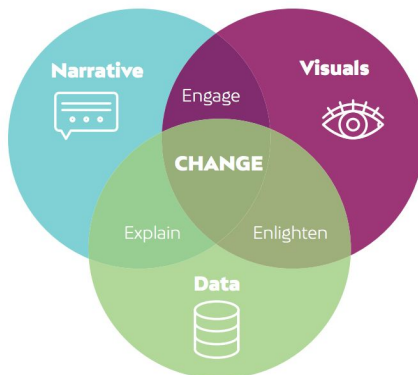 Narrative
Visuals
Engage
CHANGE
Explain
Enlighten
Data